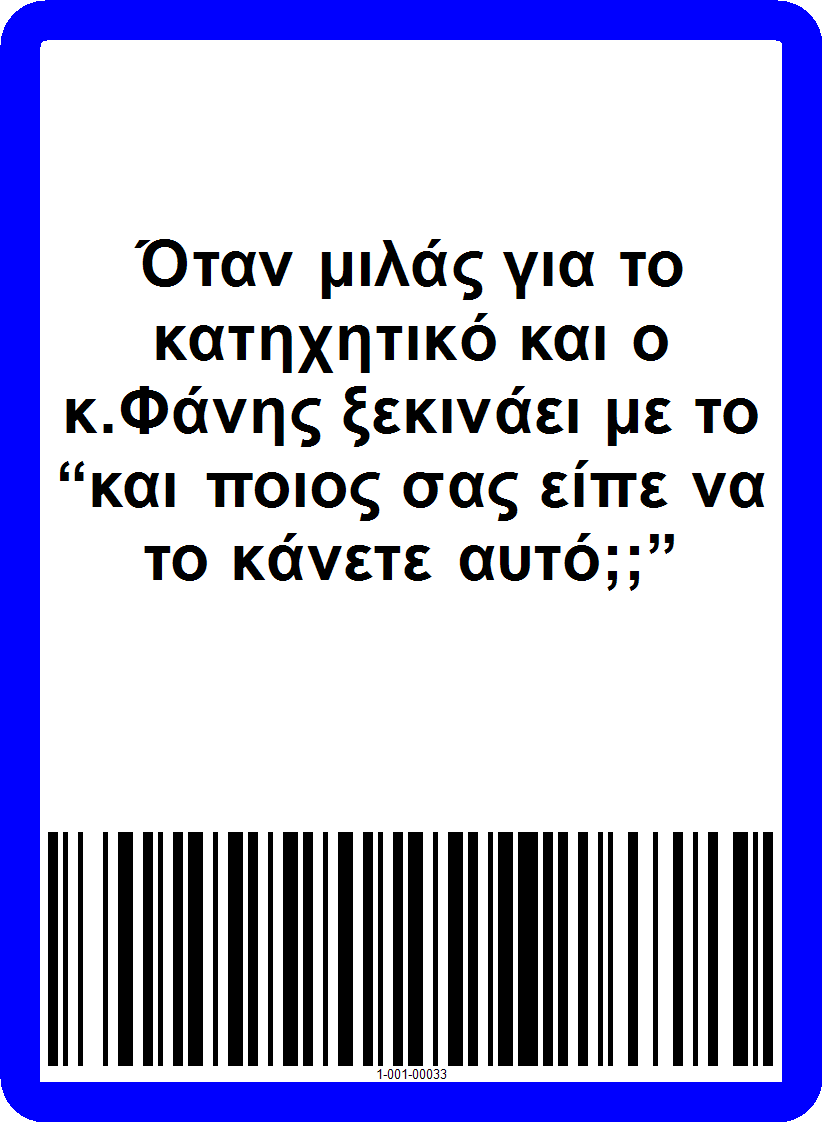 Όταν μιλάς για το
κατηχητικό και ο
κ.Φάνης ξεκινάει με το
“και ποιος σας είπε να
το κάνετε αυτό;;”
1-001-00033